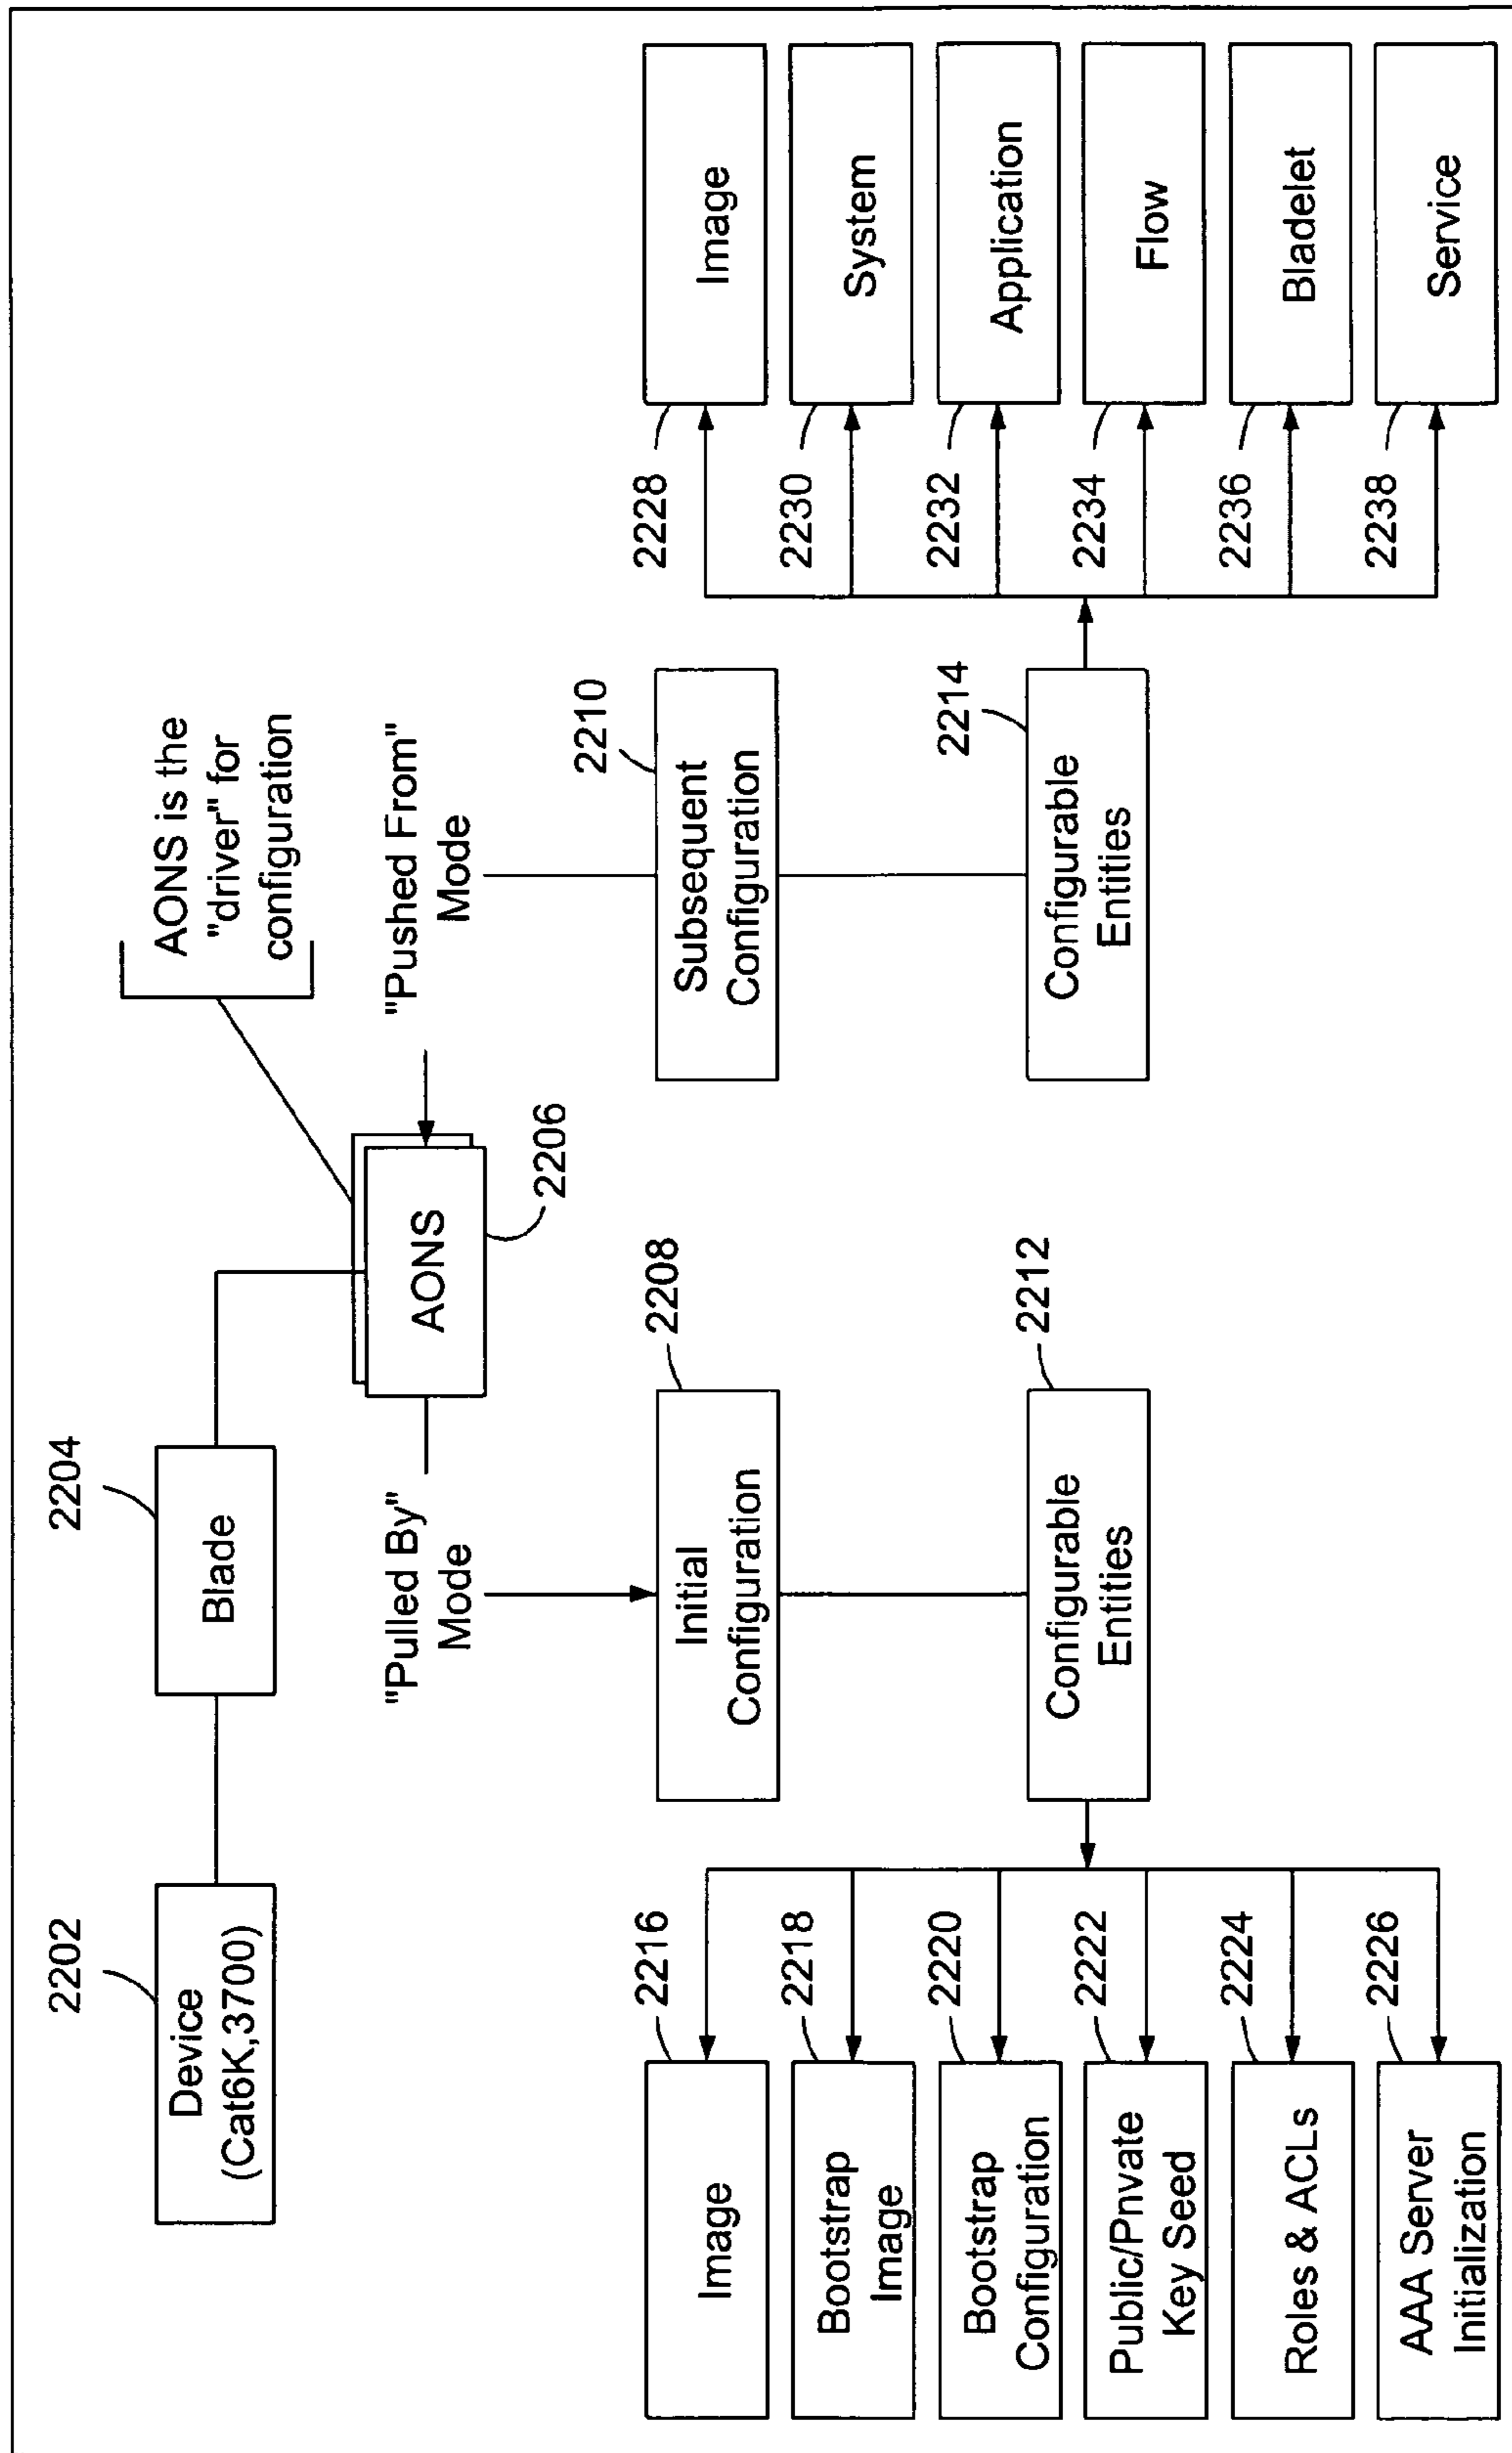 2202
Device
(Cat6K,3700)
2204
Blade
AONS is the
"driver" for
configuration
AONS
2206
"Pulled By"
Mode
"Pushed From"
Mode
2208
Initial
Configuration
2210
Subsequent
Configuration
2212
Configurable
Entities
2214
Configurable
Entities
2216
Image
2218
Bootstrap
Image
2220
Bootstrap
Configuration
2222
Public/Pnvate
Key Seed
2224
Roles & ACLs
2226
AAA Server
Initialization
2228
Image
2230
System
2232
Application
2234
Flow
2236
Bladelet
2238
Service